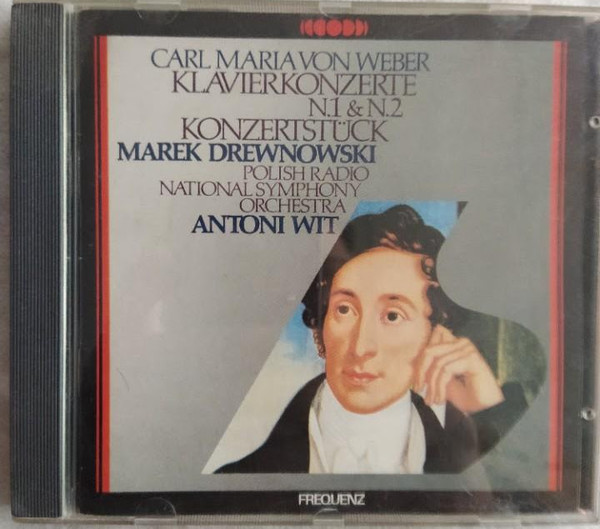 CARL MARIA VON WEBER
KLAVIERKONZERTE
N.1 & N.2
KONZERTSTÜCK
MAREK DREWNOWSKI
POLISH RADIO
NATIONAL SYMPHONY
ORCHESTRA
ANTONI WIT
FREQUENZ